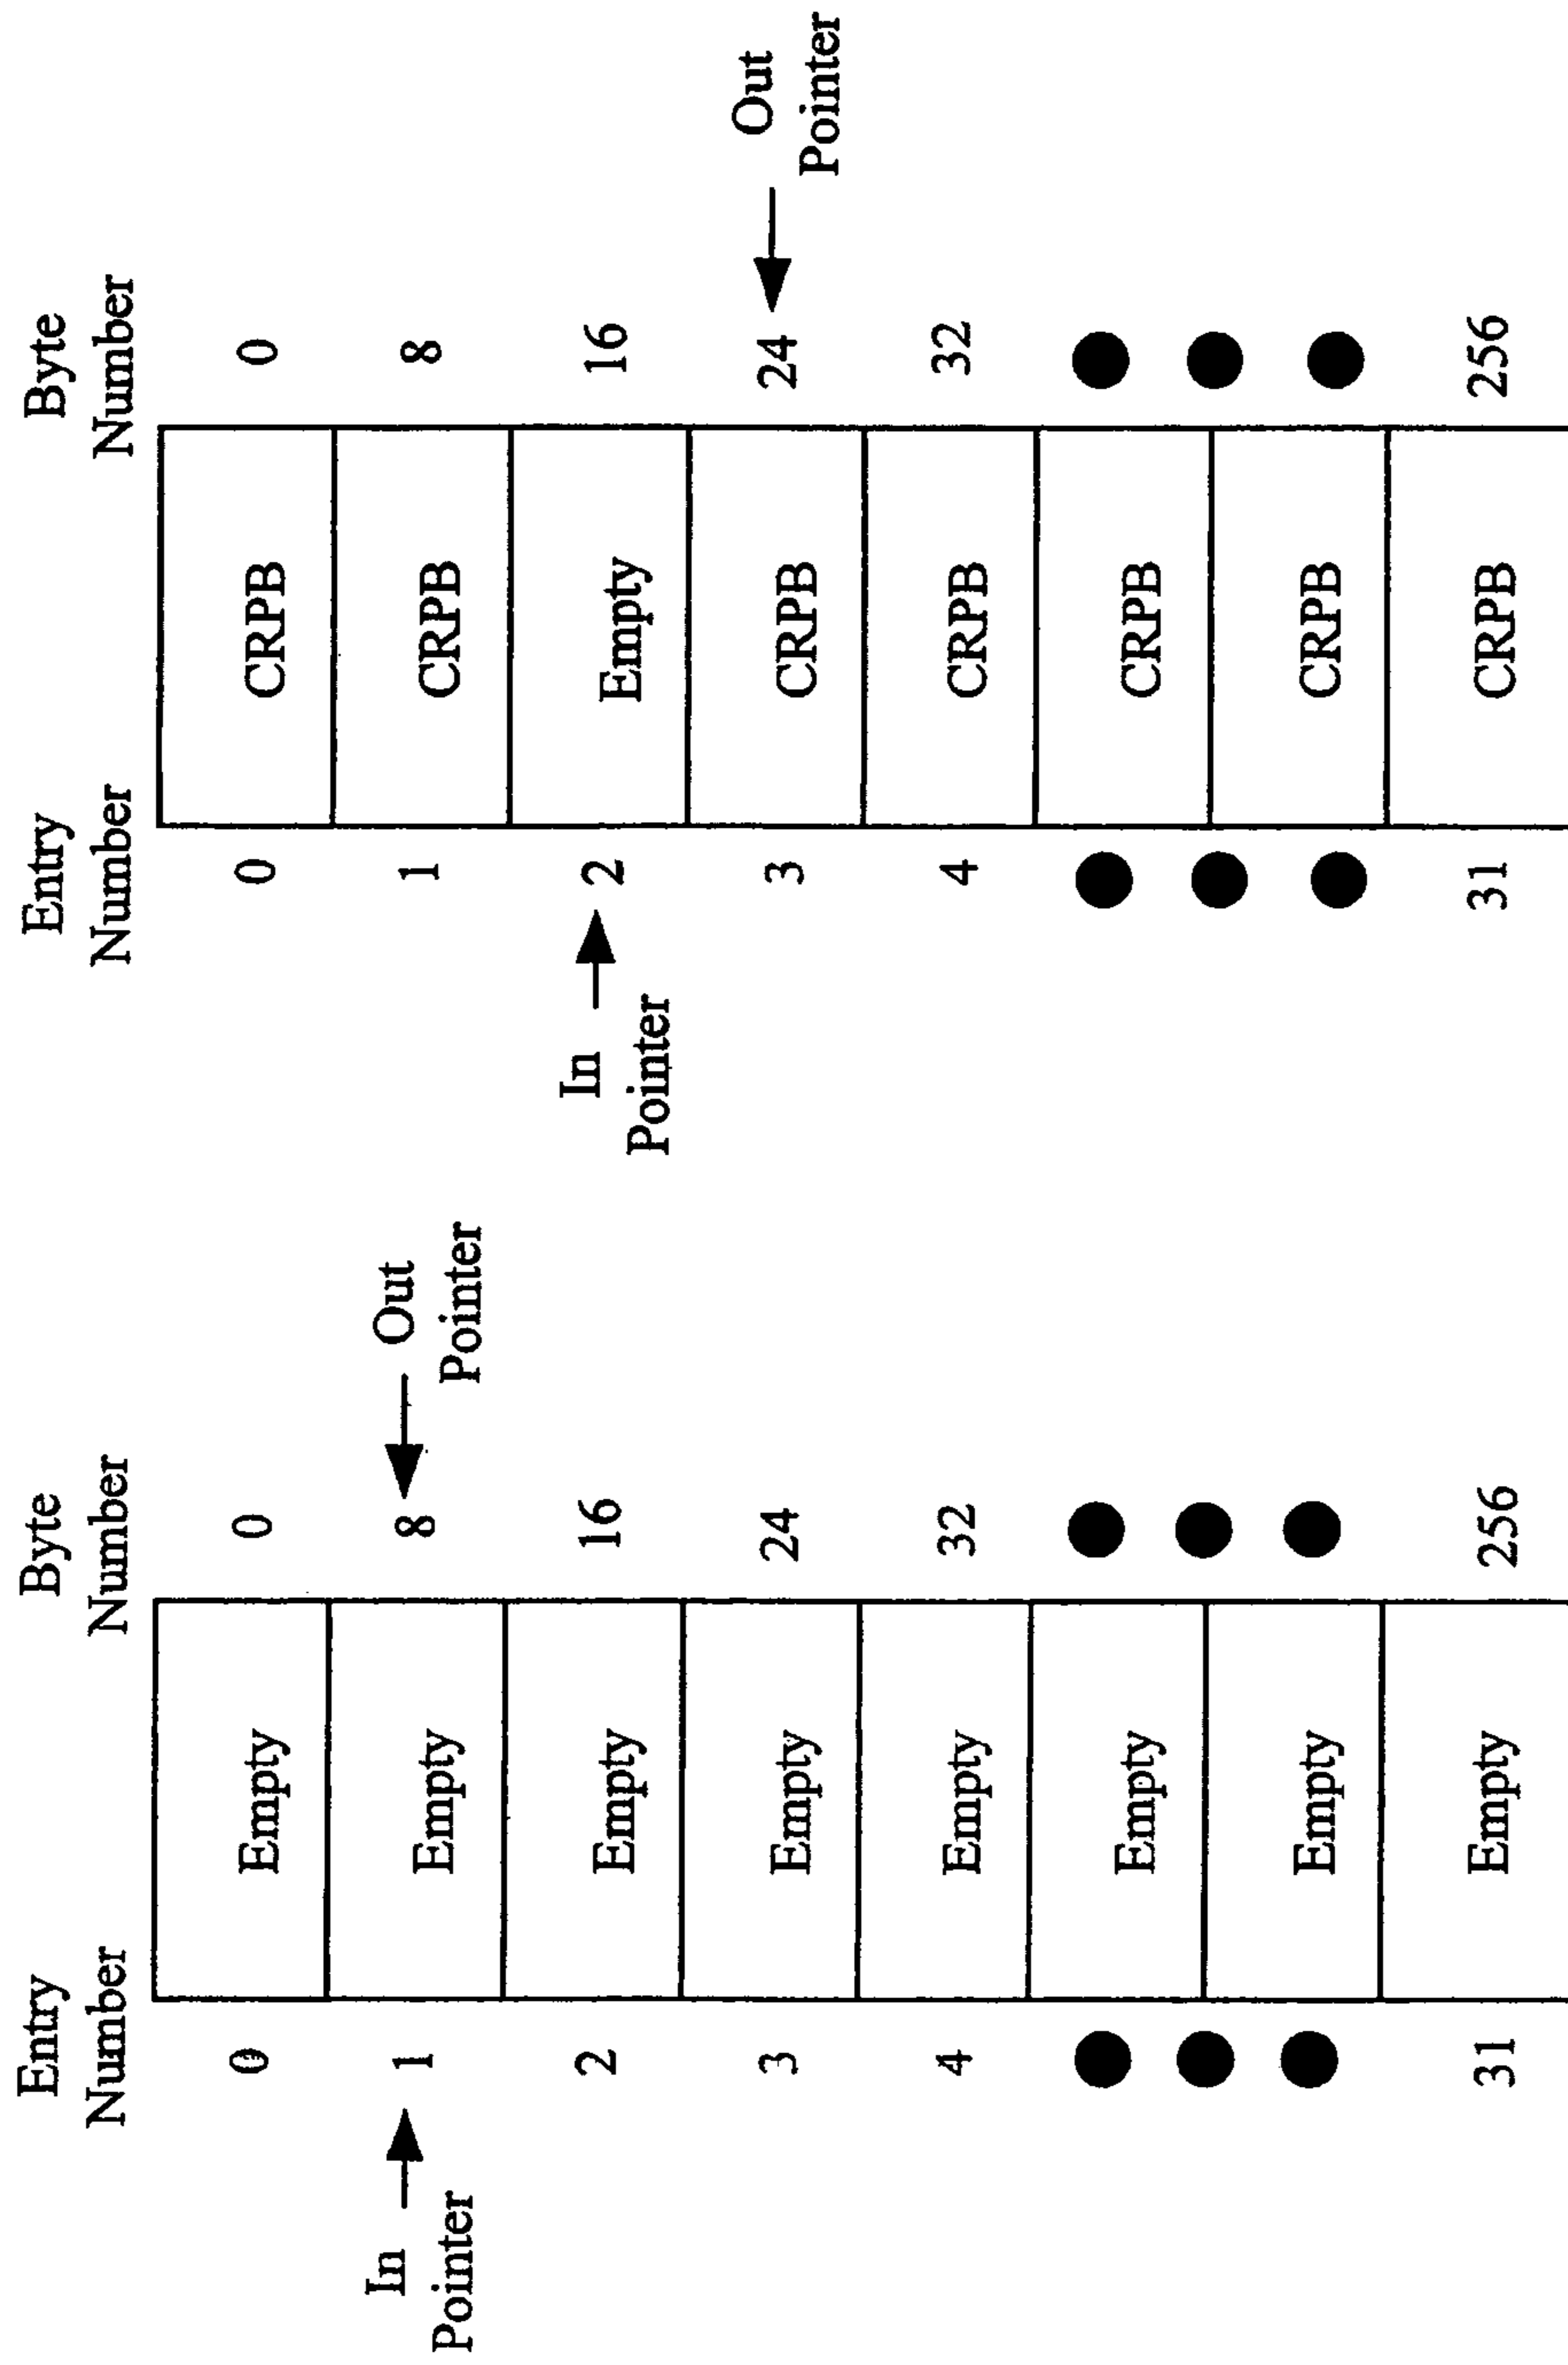 Entry
Number
Byte
Number
0 Empty 0
In
Pointer
1 Empty 8
Out
Pointer
2 Empty 16
3 Empty 24
4 Empty 32
Empty
Empty
31 Empty 256
Entry
Number
Byte
Number
0 CRPB 0
1 CRPB 8
In
Pointer
2 Empty 16
3 CRPB 24
Out
Pointer
4 CRPB 32
CRPB
CRPB
31 CRPB 256